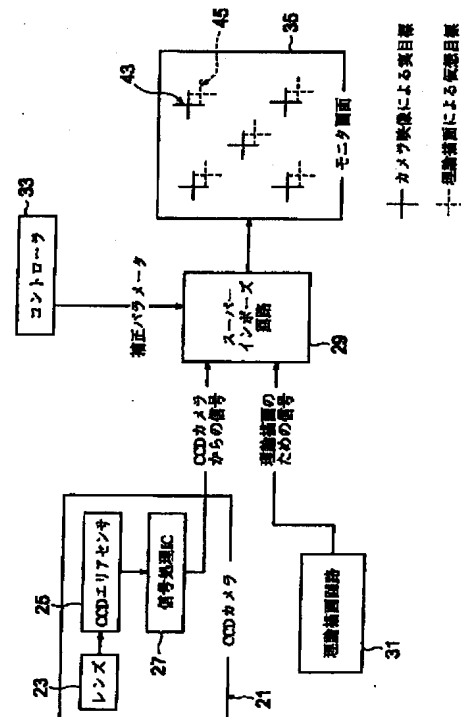 23
レンズ
25
CCDエリアセンサ
27
信号処理IC
21
CCDカメラ
CCDカメラ
からの信号
31
理論描画回路
理論描画の
ための信号
33
コントローラ
補正パラメータ
スーパー
インポーズ
回路
29
35
43
45
モニタ画面
カメラ映像による実目標
理論描画による仮想目標